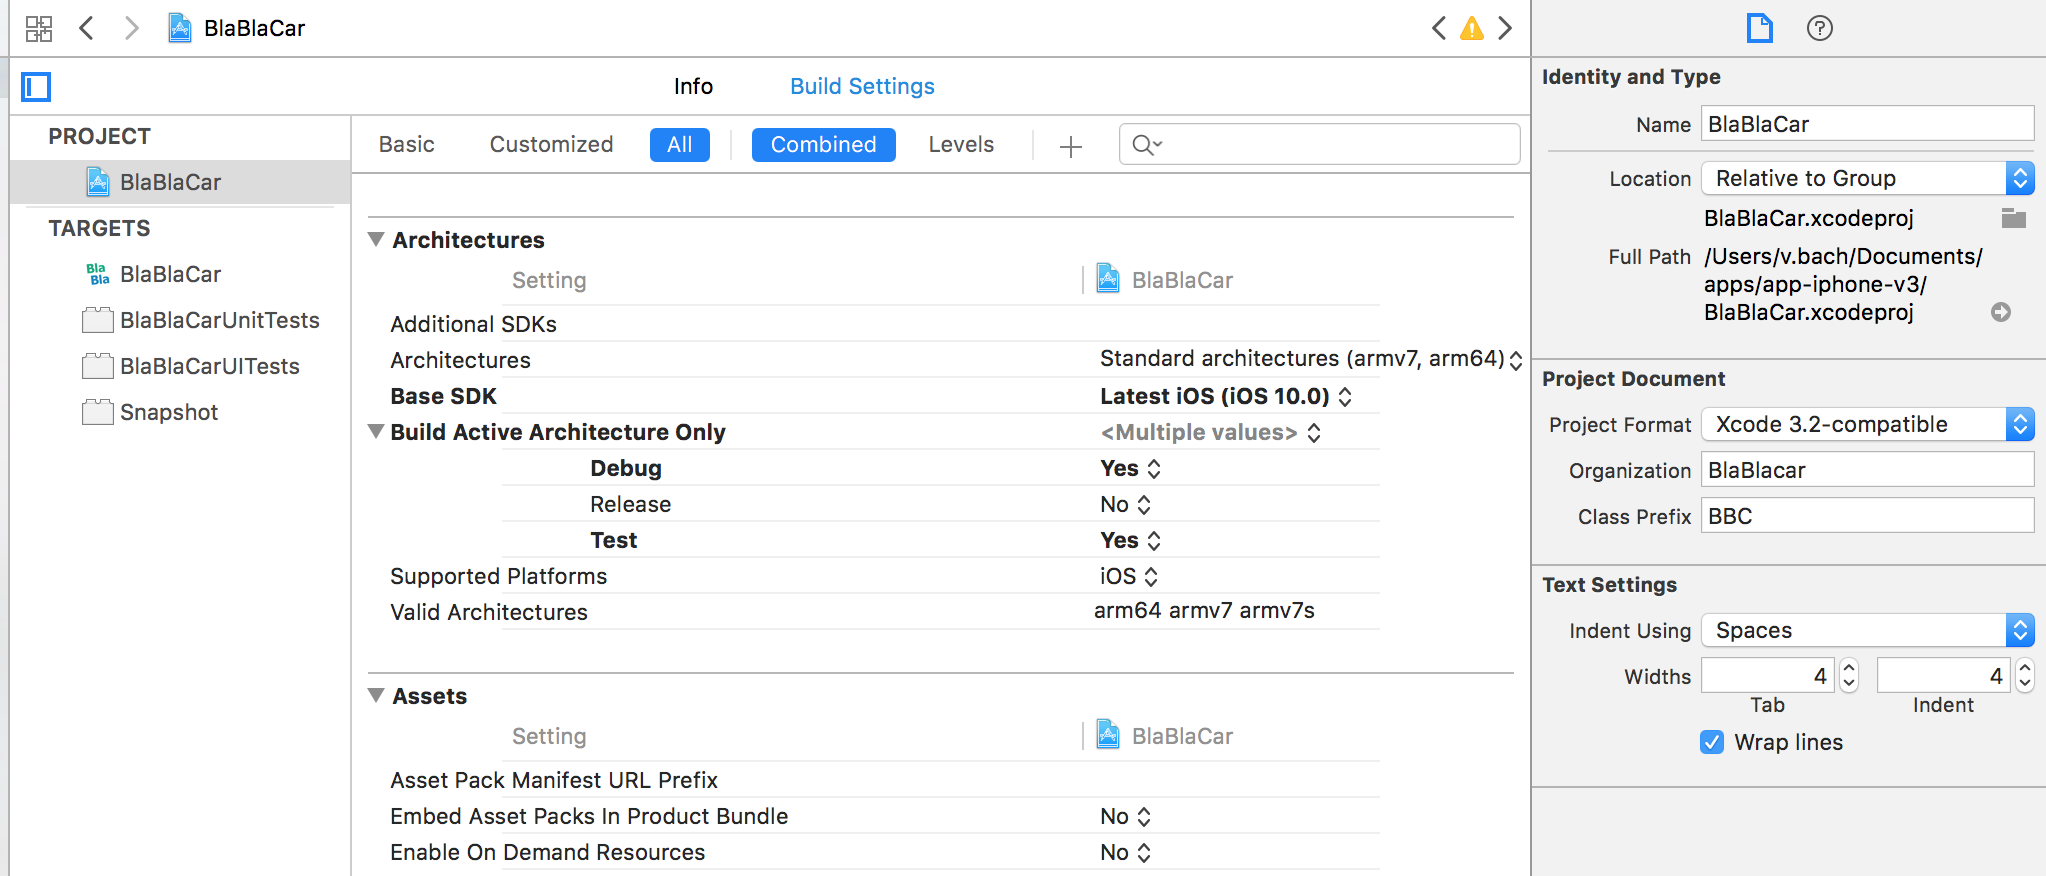 BlaBlaCar
Info
Build Settings
PROJECT
BlaBlaCar
TARGETS
Bla
Bla
BlaBlaCar
BlaBlaCarUnitTests
BlaBlaCarUITests
Snapshot
Basic
Customized
All
Combined
Levels
Architectures
Setting
BlaBlaCar
Additional SDKs
Architectures
Standard architectures (armv7, arm64)
Base SDK
Latest iOS (iOS 10.0)
Build Active Architecture Only
<Multiple values>
Debug
Yes
Release
No
Test
Yes
Supported Platforms
iOS
Valid Architectures
arm64 armv7 armv7s
Assets
Setting
BlaBlaCar
Asset Pack Manifest URL Prefix
Embed Asset Packs In Product Bundle
No
Enable On Demand Resources
No
Identity and Type
Name
BlaBlaCar
Location
Relative to Group
BlaBlaCar.xcodeproj
Full Path
/Users/v.bach/Documents/
apps/app-iphone-v3/
BlaBlaCar.xcodeproj
Project Document
Project Format
Xcode 3.2-compatible
Organization
BlaBlacar
Class Prefix
BBC
Text Settings
Indent Using
Spaces
Widths
4
4
Tab
Indent
Wrap lines